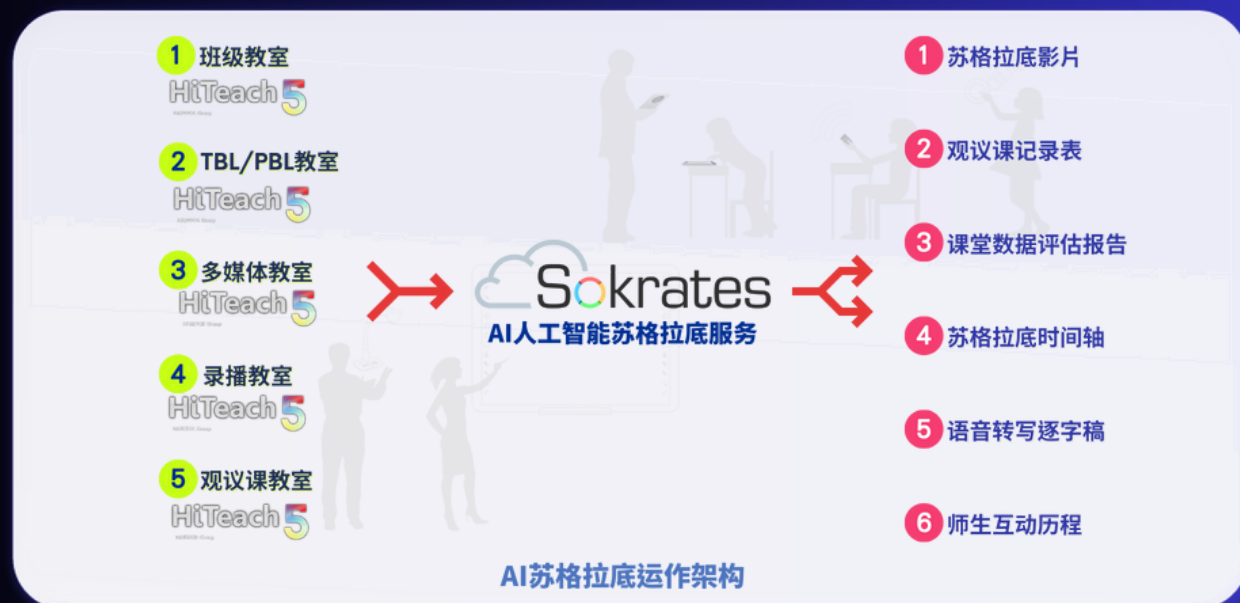 1 班级教室
HiTeach 5
2 TBL/PBL教室
HiTeach 5
3 多媒体教室
HiTeach 5
4 录播教室
HiTeach 5
5 观议课教室
HiTeach 5
Sokrates
AI人工智能苏格拉底服务
1 苏格拉底影片
2 观议课记录表
3 课堂数据评估报告
4 苏格拉底时间轴
5 语音转写逐字稿
6 师生互动历程
AI苏格拉底运作架构